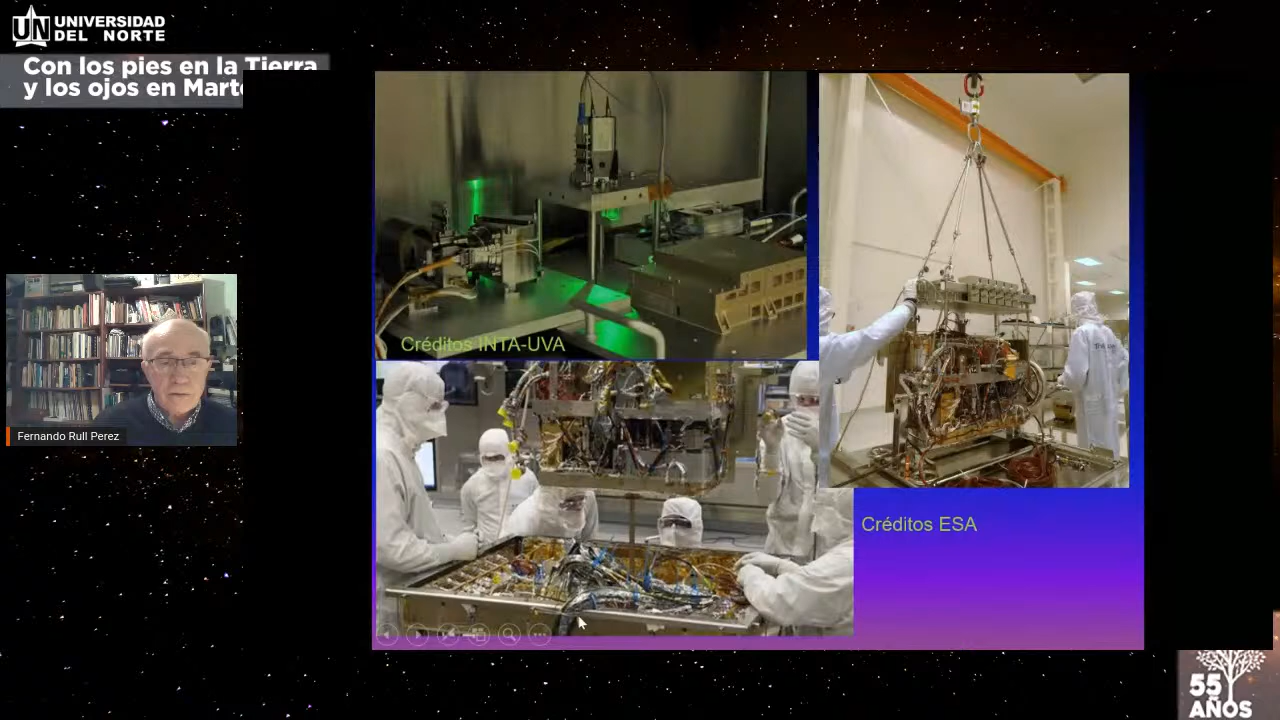 UN UNIVERSIDAD
DEL NORTE
Con los pies en la Tierra
y los ojos en Marte
Créditos INTA-UVA
Créditos ESA
Fernando Rull Perez
55
AÑOS